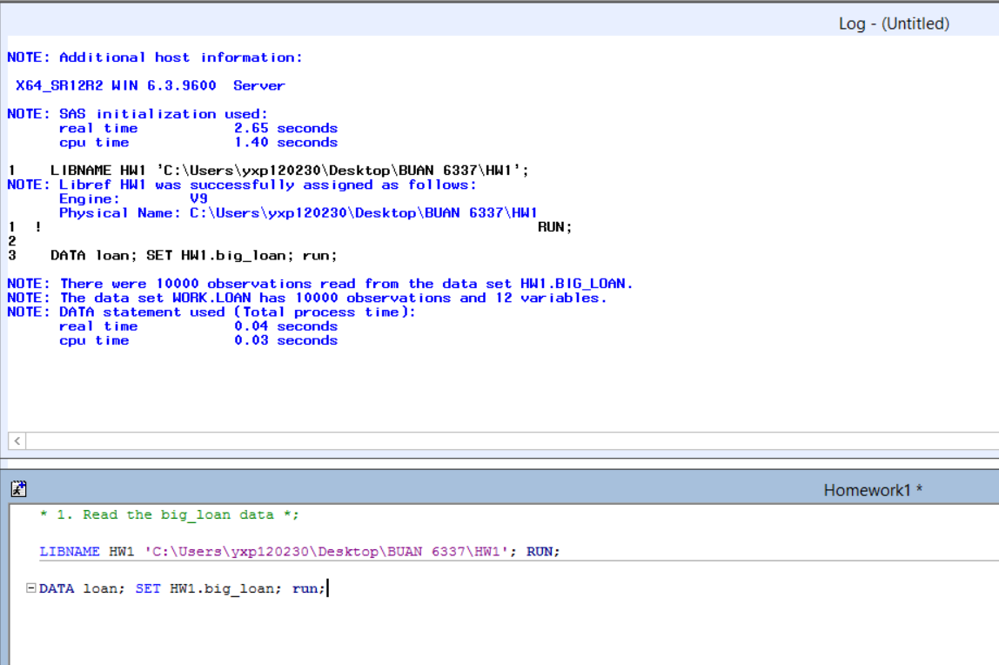 Log - (Untitled)
NOTE: Additional host information:
X64_SR12R2 WIN 6.3.9600  Server
NOTE: SAS initialization used:
      real time           2.65 seconds
      cpu time            1.40 seconds
1    LIBNAME HW1 'C:\Users\yxp120230\Desktop\BUAN 6337\HW1';
NOTE: Libref HW1 was successfully assigned as follows:
      Engine:        V9
      Physical Name: C:\Users\yxp120230\Desktop\BUAN 6337\HW1
1  !                                                         RUN;
2
3    DATA loan; SET HW1.big_loan; run;
NOTE: There were 10000 observations read from the data set HW1.BIG_LOAN.
NOTE: The data set WORK.LOAN has 10000 observations and 12 variables.
NOTE: DATA statement used (Total process time):
      real time           0.04 seconds
      cpu time            0.03 seconds
Homework1 *
* 1. Read the big_loan data *;
LIBNAME HW1 'C:\Users\yxp120230\Desktop\BUAN 6337\HW1'; RUN;
DATA loan; SET HW1.big_loan; run;